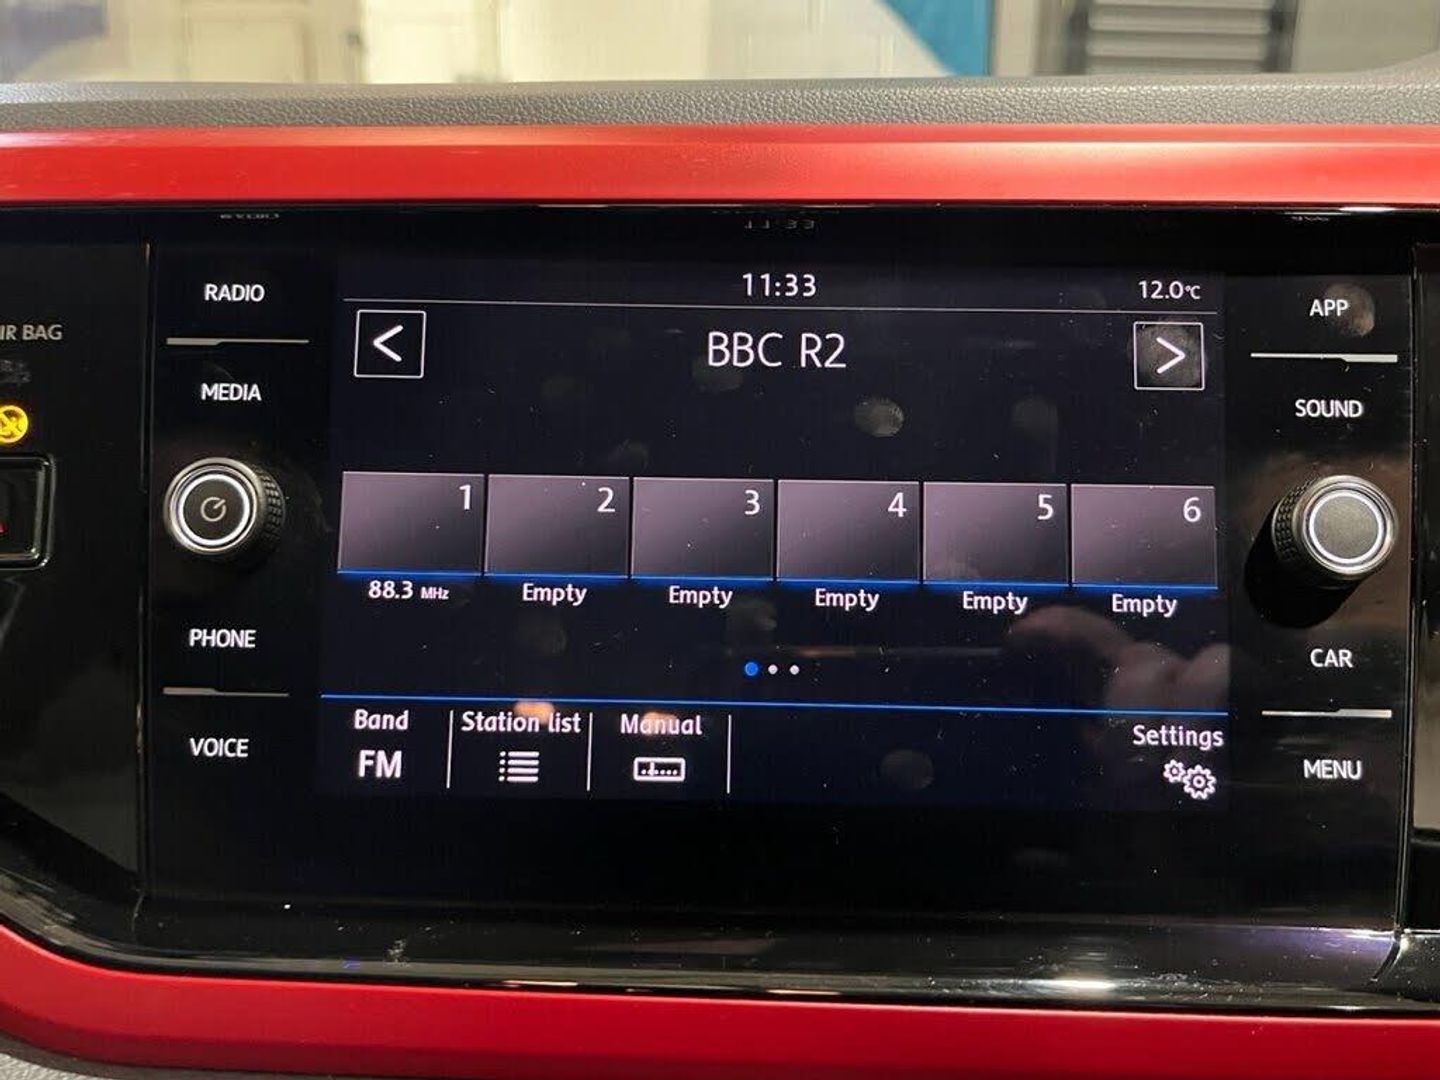 RADIO
MEDIA
PHONE
VOICE
IR BAG
11:33
12.0°C
BBC R2
1
2
3
4
5
6
88.3 MHz
Empty
Empty
Empty
Empty
Empty
Band
FM
Station list
Manual
Settings
APP
SOUND
CAR
MENU